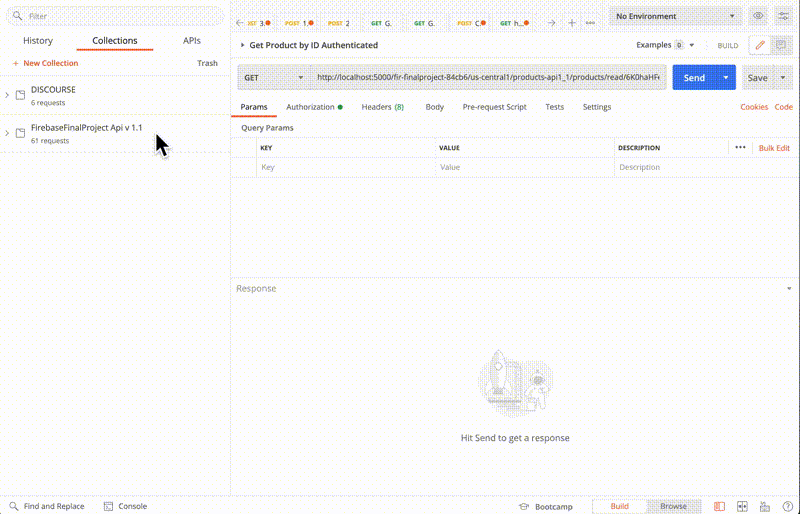 Filter
History Collections APIs
+ New Collection Trash
DISCOURSE
6 requests
FirebaseFinalProject Api v 1.1
61 requests
JST 3. POST 1. POST 2 GET G. GET G. POST C. GET h... + •••
No Environment
Get Product by ID Authenticated
Examples 0 BUILD
GET http://localhost:5000/fir-finalproject-84cb6/us-central1/products-api1_1/products/read/6K0haHF Send Save
Params Authorization Headers (8) Body Pre-request Script Tests Settings Cookies Code
Query Params
KEY VALUE DESCRIPTION ••• Bulk Edit
Key Value Description
Response
Hit Send to get a response
Find and Replace Console Bootcamp Build Browse ?